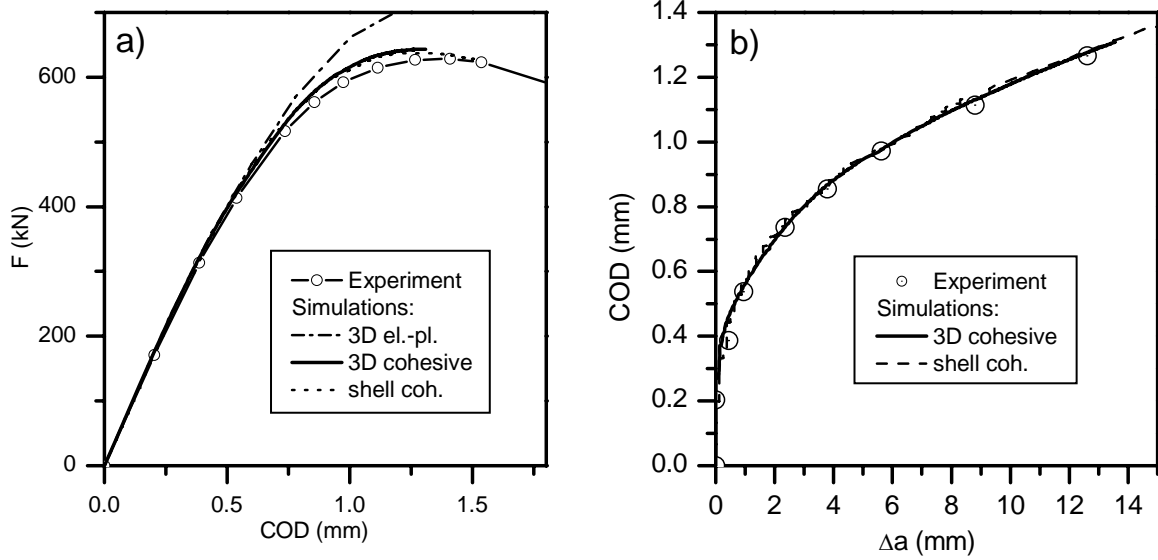 a)
F (kN)
600
400
200
0
0.0 0.5 1.0 1.5
COD (mm)
Experiment
Simulations:
3D el.-pl.
3D cohesive
shell coh.
b)
COD (mm)
1.4
1.2
1.0
0.8
0.6
0.4
0.2
0.0
0 2 4 6 8 10 12 14
Δa (mm)
Experiment
Simulations:
3D cohesive
shell coh.